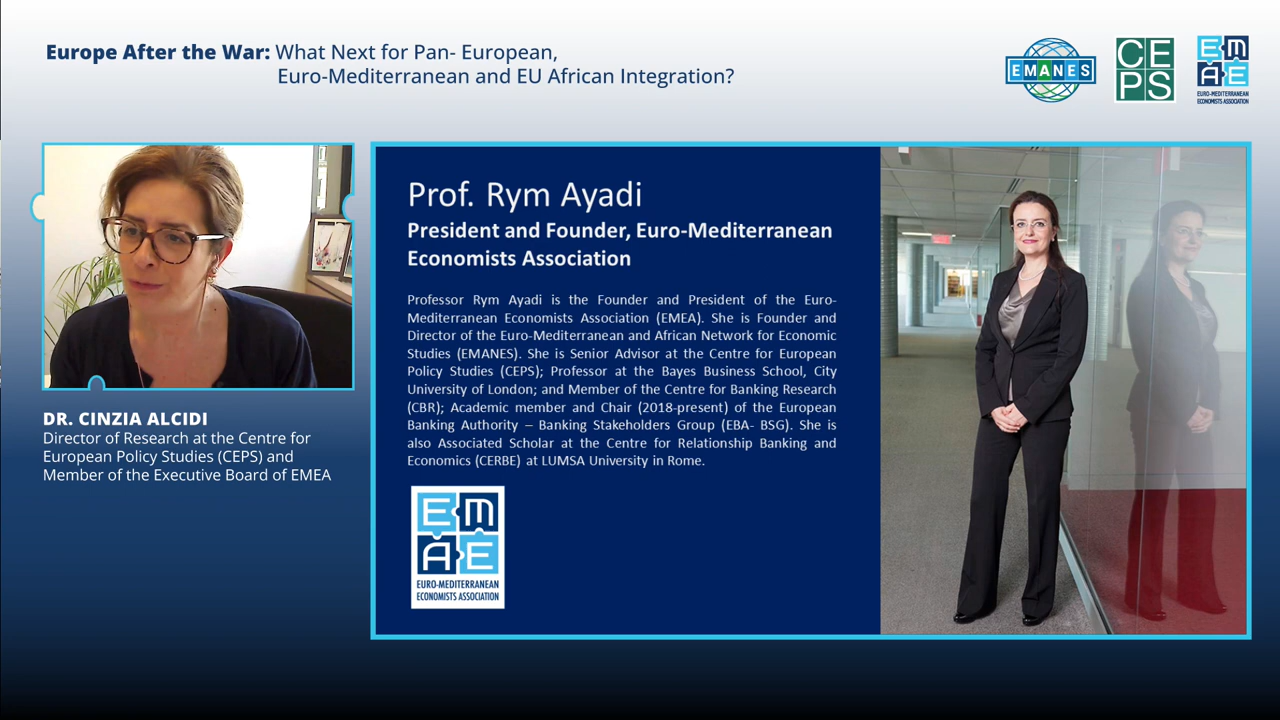 Europe After the War: What Next for Pan- European,
Euro-Mediterranean and EU African Integration?
EMANES
CE
PS
EM
AE
EURO-MEDITERRANEAN
ECONOMISTS ASSOCIATION
DR. CINZIA ALCIDI
Director of Research at the Centre for
European Policy Studies (CEPS) and
Member of the Executive Board of EMEA
Prof. Rym Ayadi
President and Founder, Euro-Mediterranean
Economists Association
Professor Rym Ayadi is the Founder and President of the Euro-
Mediterranean Economists Association (EMEA). She is Founder and
Director of the Euro-Mediterranean and African Network for Economic
Studies (EMANES). She is Senior Advisor at the Centre for European
Policy Studies (CEPS); Professor at the Bayes Business School, City
University of London; and Member of the Centre for Banking Research
(CBR); Academic member and Chair (2018-present) of the European
Banking Authority – Banking Stakeholders Group (EBA- BSG). She is
also Associated Scholar at the Centre for Relationship Banking and
Economics (CERBE) at LUMSA University in Rome.
EM
AE
EURO-MEDITERRANEAN
ECONOMISTS ASSOCIATION